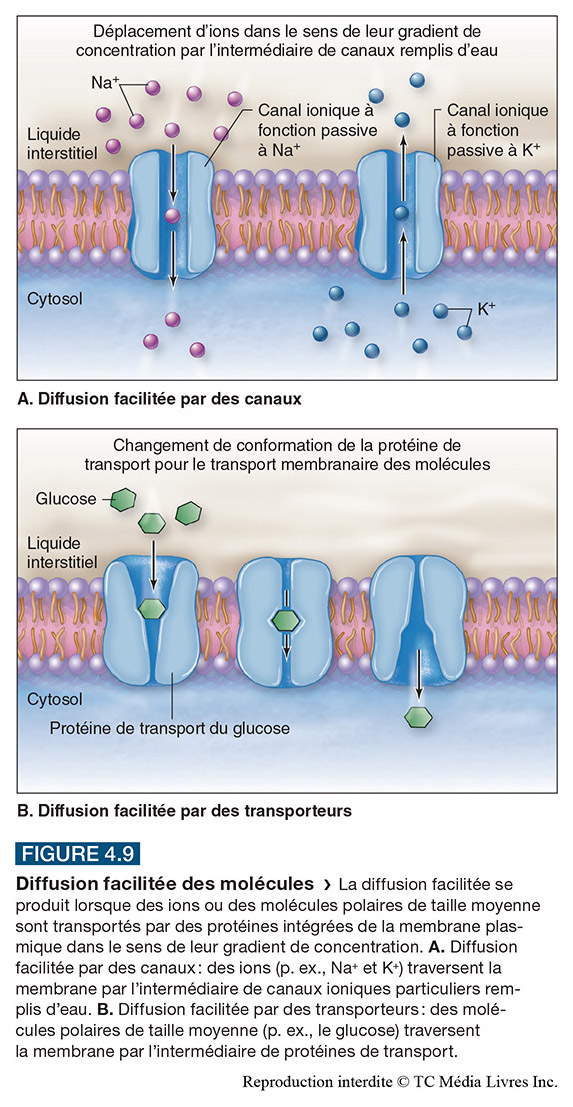 Déplacement d’ions dans le sens de leur gradient de
concentration par l’intermédiaire de canaux remplis d’eau
Na⁺
Liquide
interstitiel
Canal ionique à
fonction passive
à Na⁺
Canal ionique
à fonction
passive à K⁺
Cytosol
K⁺
A. Diffusion facilitée par des canaux
Changement de conformation de la protéine de
transport pour le transport membranaire des molécules
Glucose
Liquide
interstitiel
Cytosol
Protéine de transport du glucose
B. Diffusion facilitée par des transporteurs
FIGURE 4.9
Diffusion facilitée des molécules ❯ La diffusion facilitée se
produit lorsque des ions ou des molécules polaires de taille moyenne
sont transportés par des protéines intégrées de la membrane plas-
mique dans le sens de leur gradient de concentration. A. Diffusion
facilitée par des canaux : des ions (p. ex., Na⁺ et K⁺) traversent la
membrane par l’intermédiaire de canaux ioniques particuliers rem-
plis d’eau. B. Diffusion facilitée par des transporteurs : des molé-
cules polaires de taille moyenne (p. ex., le glucose) traversent
la membrane par l’intermédiaire de protéines de transport.
Reproduction interdite © TC Média Livres Inc.